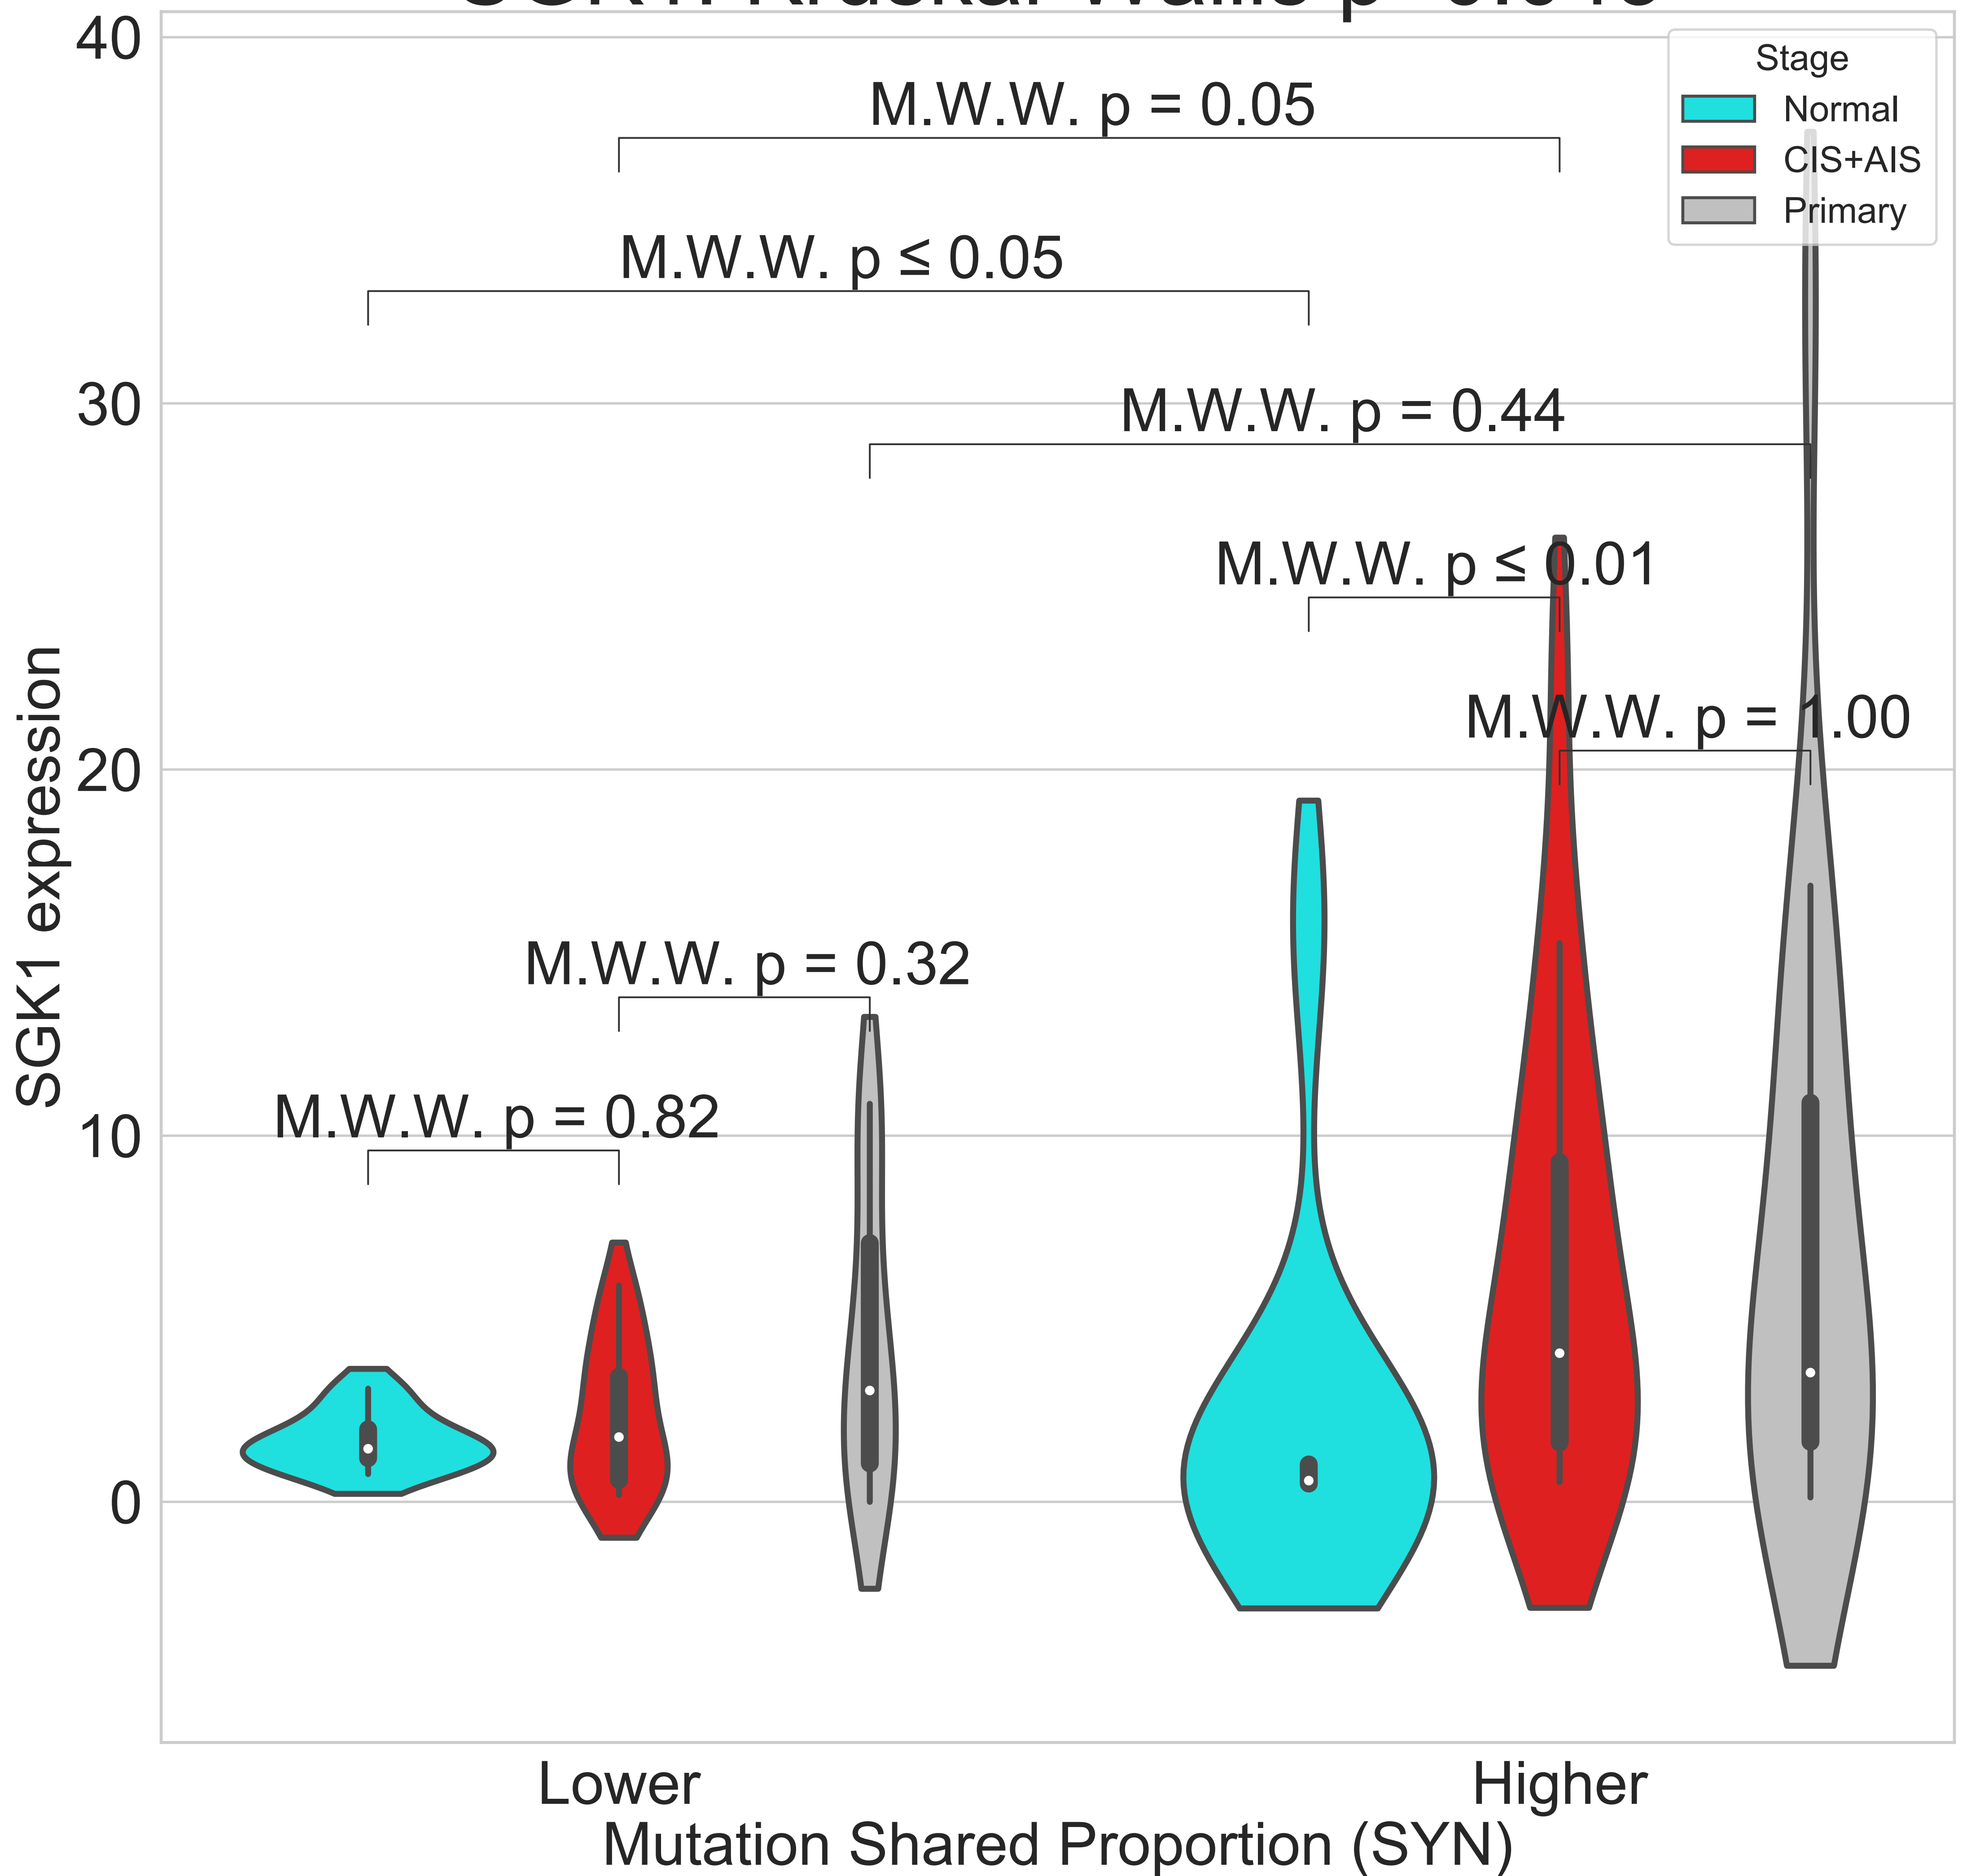 40
Stage
Normal
CIS+AIS
Primary
M.W.W. p = 0.05
M.W.W. p ≤ 0.05
30
M.W.W. p = 0.44
M.W.W. p ≤ 0.01
M.W.W. p = 1.00
20
SGK1 expression
M.W.W. p = 0.32
M.W.W. p = 0.82
10
0
Lower
Higher
Mutation Shared Proportion (SYN)